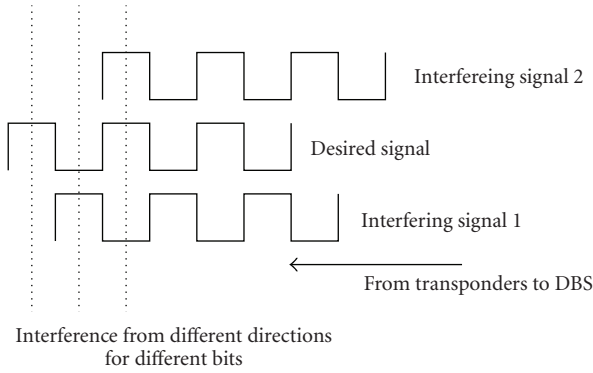 Interfereing signal 2
Desired signal
Interfering signal 1
From transponders to DBS
Interference from different directions
for different bits